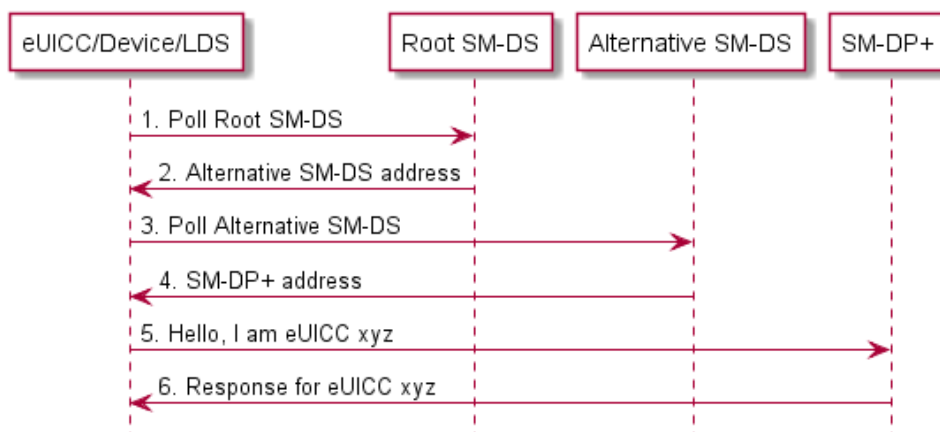 eUICC/Device/LDS
Root SM-DS
Alternative SM-DS
SM-DP+
1. Poll Root SM-DS
2. Alternative SM-DS address
3. Poll Alternative SM-DS
4. SM-DP+ address
5. Hello, I am eUICC xyz
6. Response for eUICC xyz